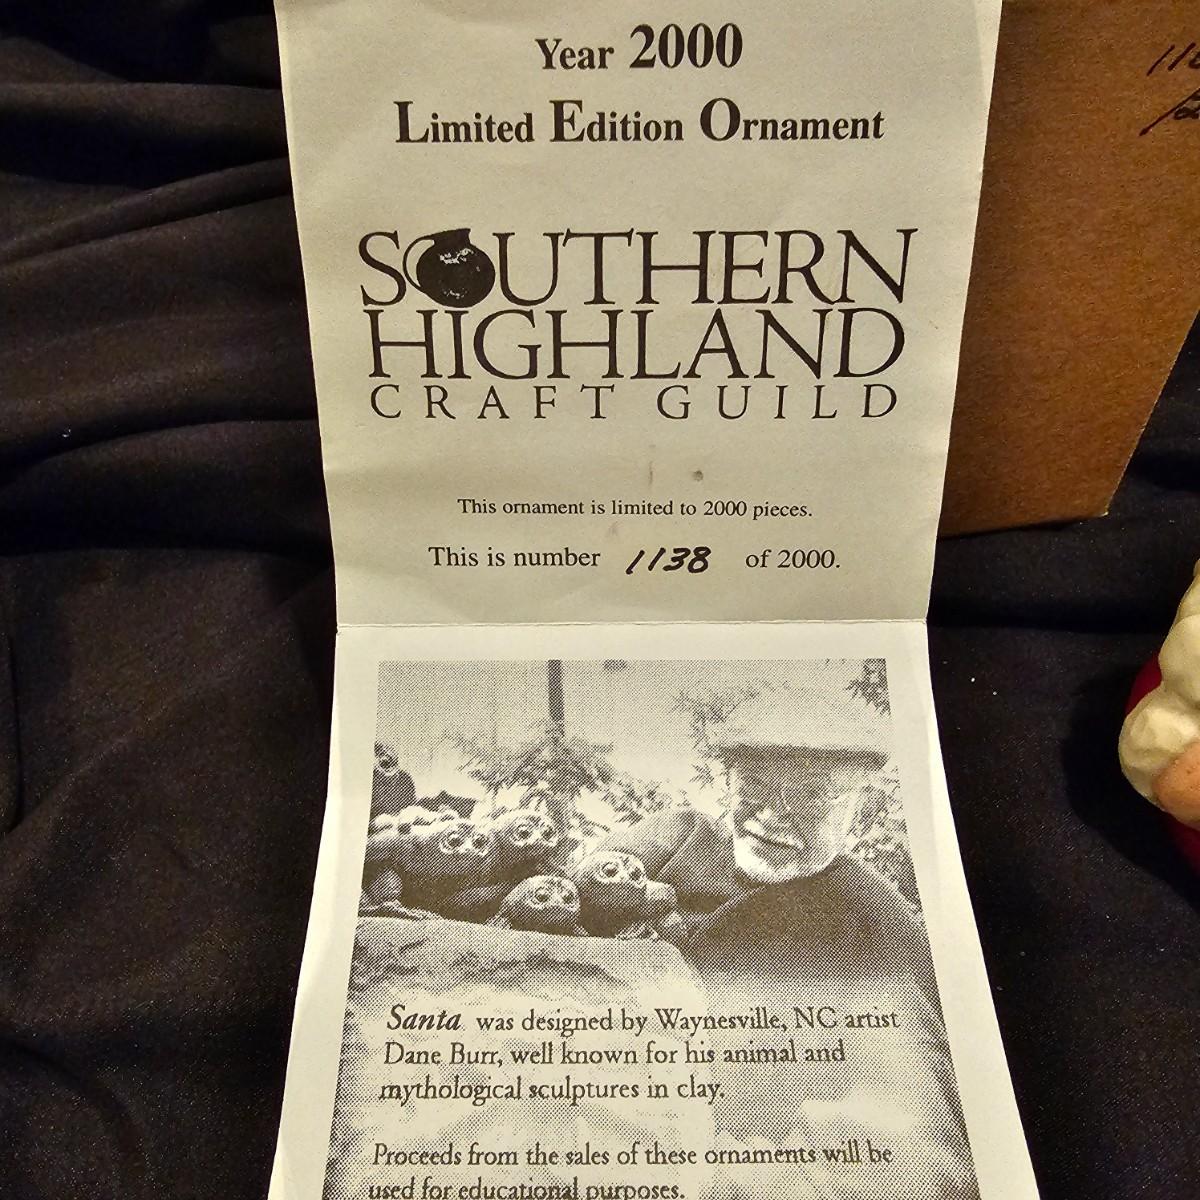 Year 2000
Limited Edition Ornament
SOUTHERN
HIGHLAND
CRAFT GUILD
This ornament is limited to 2000 pieces.
This is number 1138 of 2000.
Santa was designed by Waynesville, NC artist
Dane Burr, well known for his animal and
mythological sculptures in clay.
Proceeds from the sales of these ornaments will be
used for educational purposes.